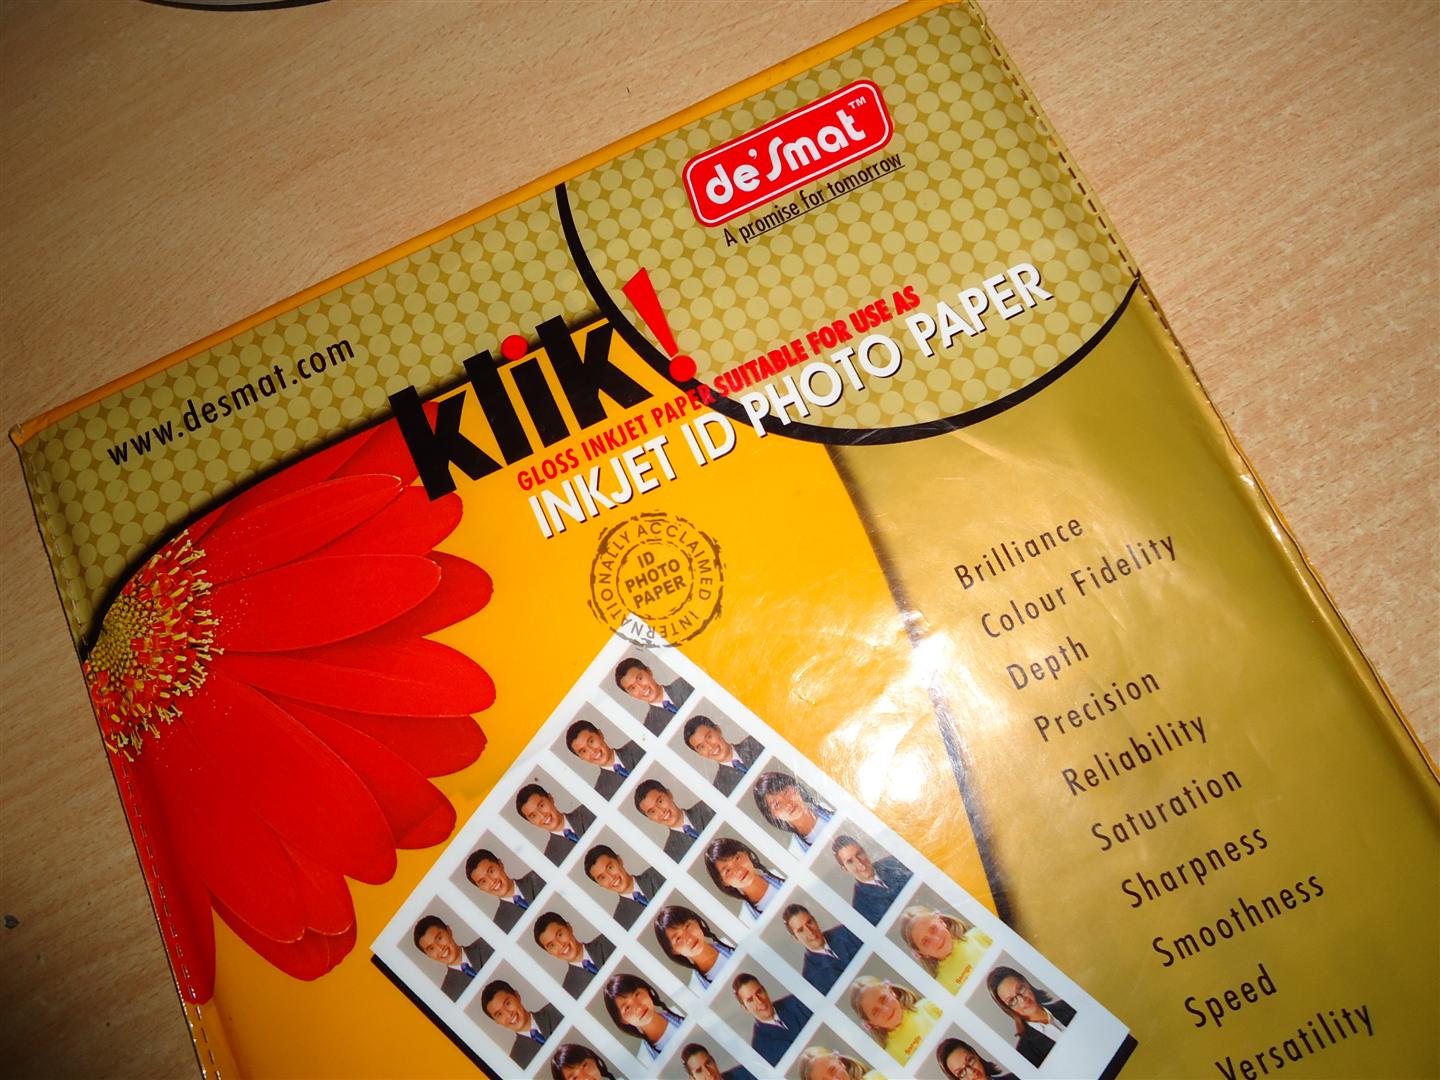 de'Smat™
A promise for tomorrow
www.desmat.com
klik!
GLOSS INKJET PAPER SUITABLE FOR USE AS
INKJET ID PHOTO PAPER
INTERNATIONALLY ACCLAIMED
ID
PHOTO
PAPER
Brilliance
Colour Fidelity
Depth
Precision
Reliability
Saturation
Sharpness
Smoothness
Speed
Versatility